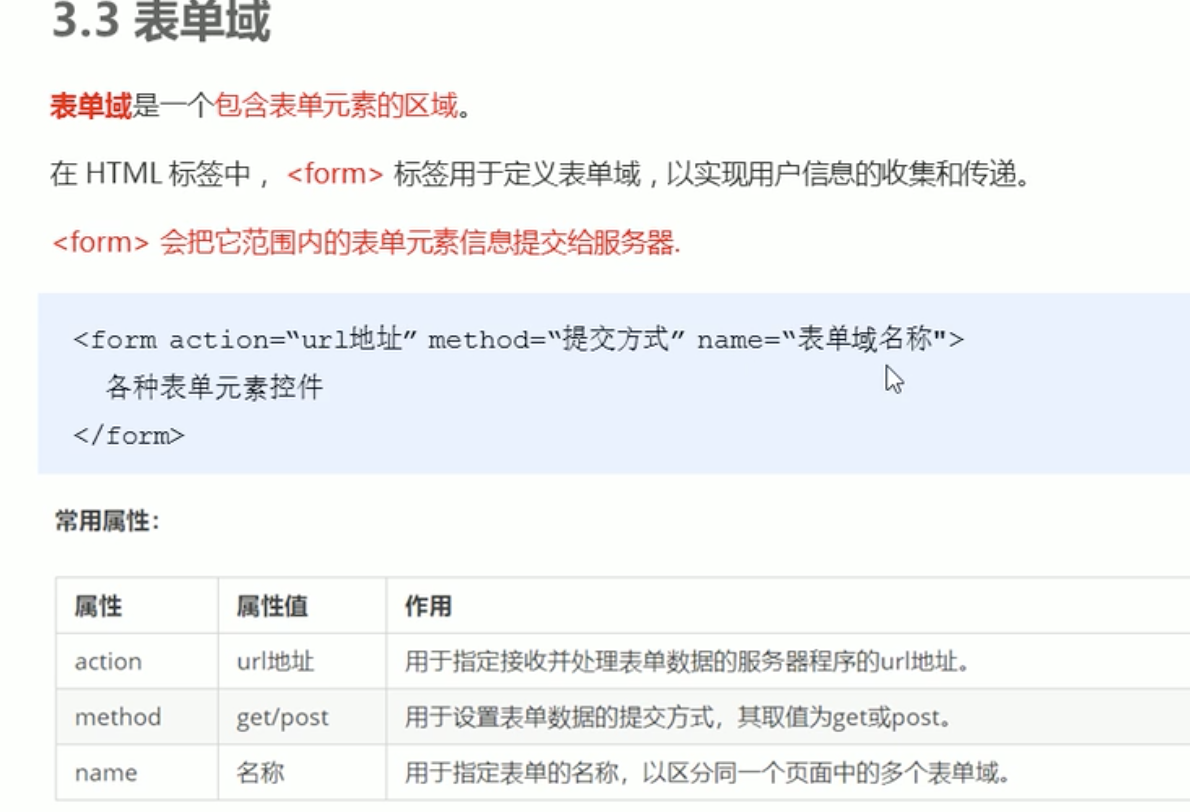 3.3 表单域
表单域是一个包含表单元素的区域。
在 HTML 标签中， <form> 标签用于定义表单域 , 以实现用户信息的收集和传递。
<form> 会把它范围内的表单元素信息提交给服务器.
<form action=“url地址” method=“提交方式” name=“表单域名称">
各种表单元素控件
</form>
常用属性：
属性 属性值 作用
action url地址 用于指定接收并处理表单数据的服务器程序的url地址。
method get/post 用于设置表单数据的提交方式，其取值为get或post。
name 名称 用于指定表单的名称，以区分同一个页面中的多个表单域。